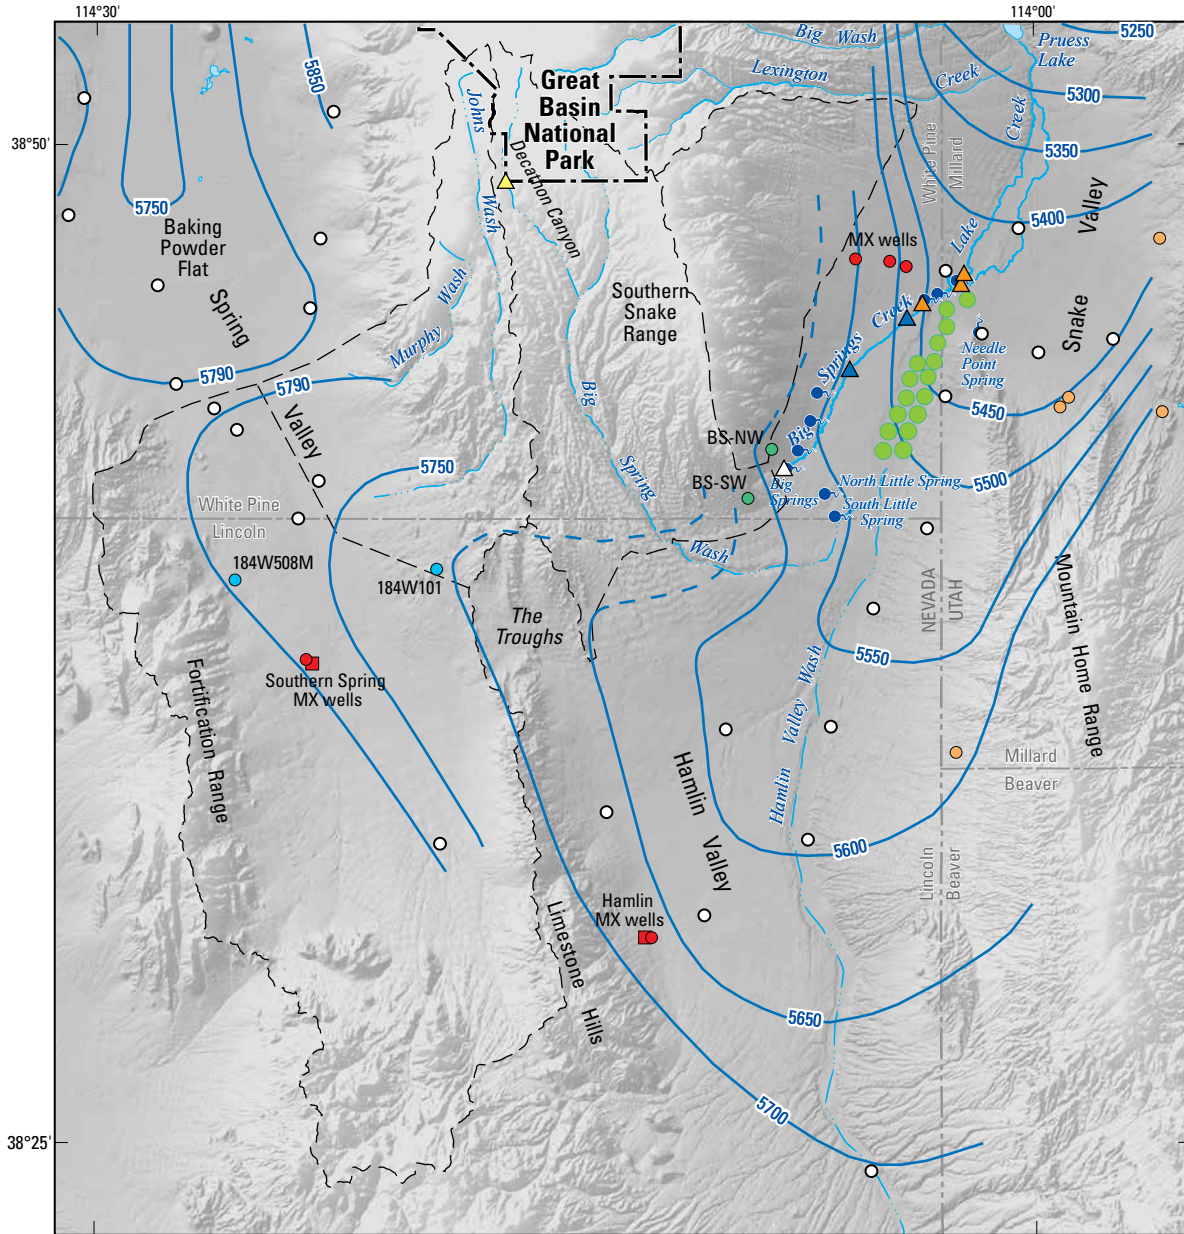 114°30'
114°00'
38°50'
38°25'
5250
Pruess
Lake
Big Wash
Lexington
Creek
5300
Creek
5350
5400
5850
Great
Basin
National
Park
Johns
Wash
Decathon Canyon
White Pine
Millard
Valley
Snake
5750
Baking
Powder
Flat
Spring
Valley
Murphy
Wash
Southern
Snake
Range
MX wells
Lake
Creek
Springs
Big
Needle
Point
Spring
5790
5790
Big
Spring
Wash
5450
BS-NW
BS-SW
Big
Springs
North Little Spring
South Little
Spring
5500
5750
White Pine
Lincoln
184W508M
184W101
The
Troughs
NEVADA
UTAH
Mountain Home Range
5550
Fortification Range
Southern Spring
MX wells
Hamlin Valley Wash
Millard
Beaver
Hamlin
Valley
5600
Lincoln
Beaver
Hamlin
MX wells
Limestone
Hills
5650
5700